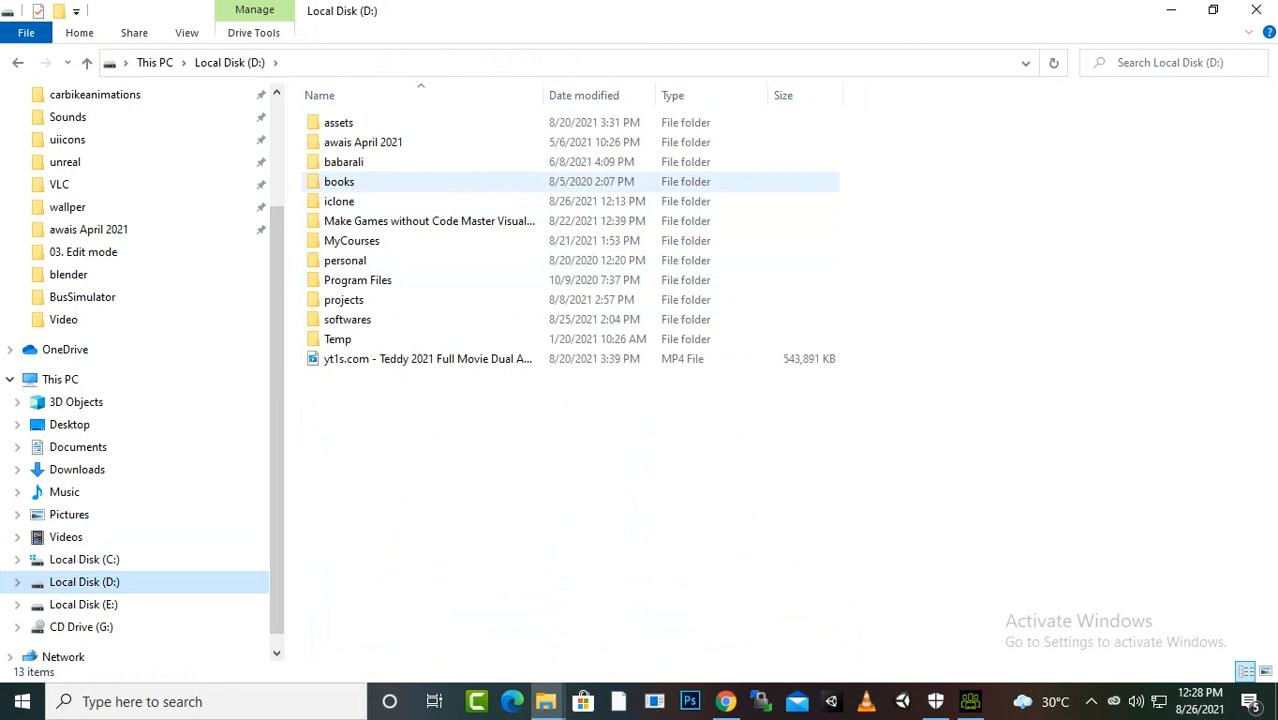 Manage
Local Disk (D:)
File
Home
Share
View
Drive Tools
This PC
Local Disk (D:)
Search Local Disk (D:)
carbikeanimations
Sounds
uiicons
unreal
VLC
wallper
awais April 2021
03. Edit mode
blender
BusSimulator
Video
OneDrive
This PC
3D Objects
Desktop
Documents
Downloads
Music
Pictures
Videos
Local Disk (C:)
Local Disk (D:)
Local Disk (E:)
CD Drive (G:)
Network
Name Date modified Type Size
assets 8/20/2021 3:31 PM File folder
awais April 2021 5/6/2021 10:26 PM File folder
babarali 6/8/2021 4:09 PM File folder
books 8/5/2020 2:07 PM File folder
iclone 8/26/2021 12:13 PM File folder
Make Games without Code Master Visual... 8/22/2021 12:39 PM File folder
MyCourses 8/21/2021 1:53 PM File folder
personal 8/20/2020 12:20 PM File folder
Program Files 10/9/2020 7:37 PM File folder
projects 8/8/2021 2:57 PM File folder
softwares 8/25/2021 2:04 PM File folder
Temp 1/20/2021 10:26 AM File folder
yt1s.com - Teddy 2021 Full Movie Dual A... 8/20/2021 3:39 PM MP4 File 543,891 KB
Activate Windows
Go to Settings to activate Windows.
13 items
Type here to search
Ps
30°C
12:28 PM
8/26/2021
5